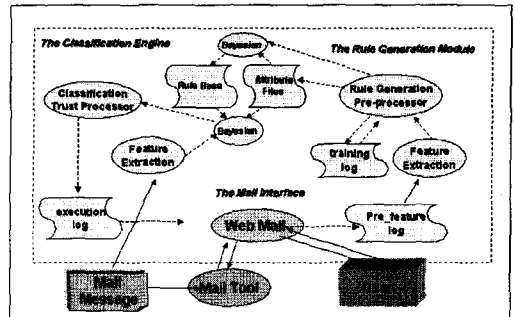 The Classification Engine
Bayesian
The Rule Generation Module
Rule Base
Attribute Files
Classification Trust Processor
Rule Generation Pre-processor
Bayesian
Feature Extraction
training log
Feature Extraction
The Mail Interface
execution log
Web Mail
Pre_feature log
Mail Message
Mail Tool